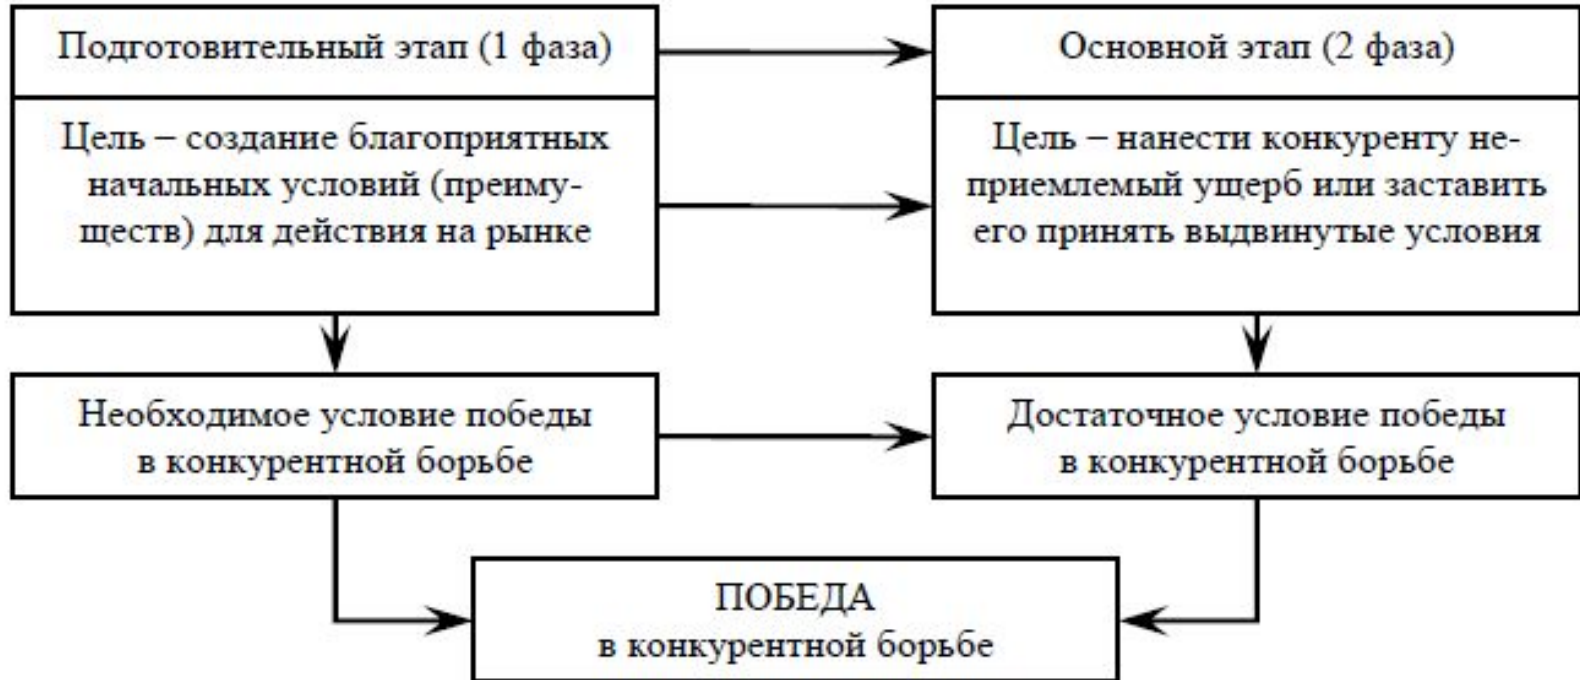 Подготовительный этап (1 фаза)
Цель – создание благоприятных
начальных условий (преиму-
ществ) для действия на рынке
Основной этап (2 фаза)
Цель – нанести конкуренту не-
приемлемый ущерб или заставить
его принять выдвинутые условия
Необходимое условие победы
в конкурентной борьбе
Достаточное условие победы
в конкурентной борьбе
ПОБЕДА
в конкурентной борьбе